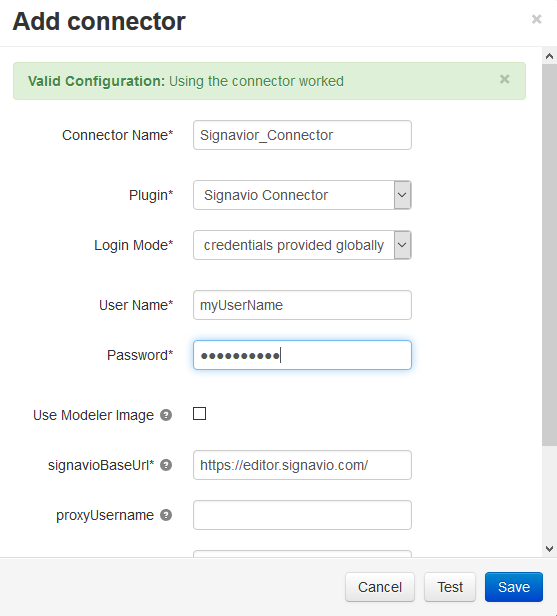 Add connector ×
Valid Configuration: Using the connector worked ×
Connector Name* Signavior_Connector
Plugin* Signavio Connector
Login Mode* credentials provided globally
User Name* myUserName
Password* ●●●●●●●●●●
Use Modeler Image ?
signavioBaseUrl* ? https://editor.signavio.com/
proxyUsername ?
Cancel Test Save